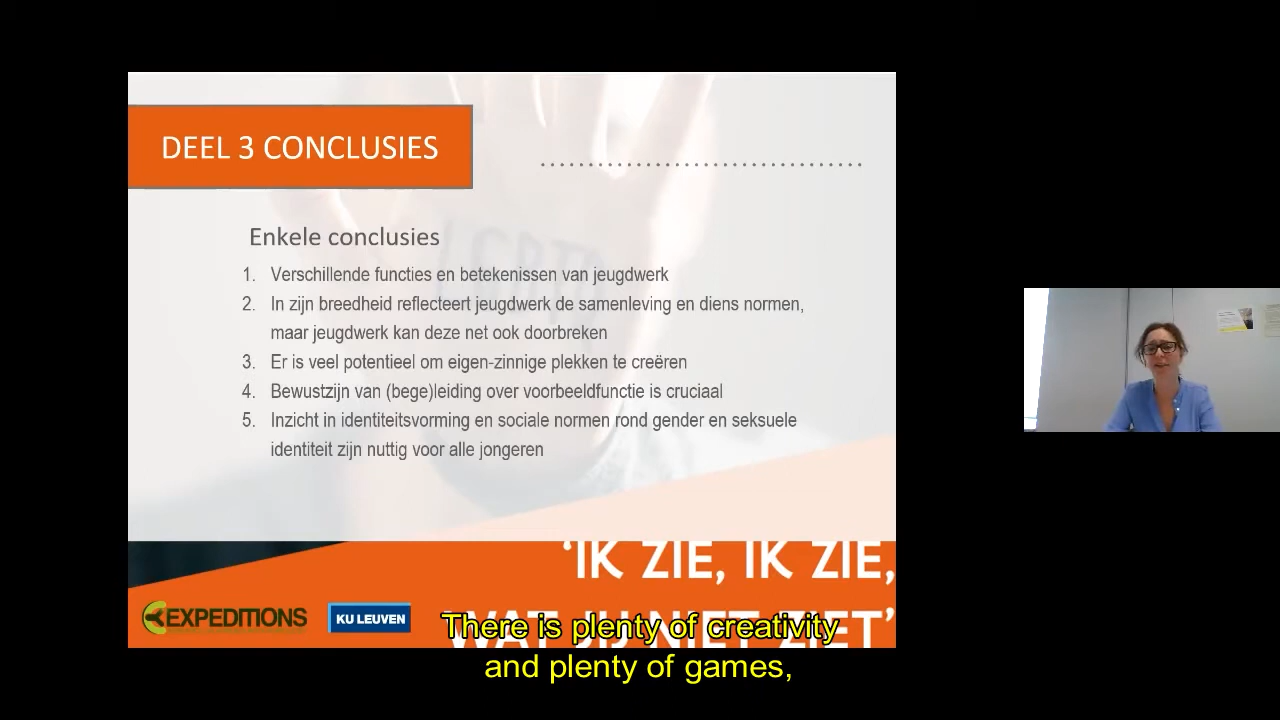 DEEL 3 CONCLUSIES
LGBT
Enkele conclusies
1. Verschillende functies en betekenissen van jeugdwerk
2. In zijn breedheid reflecteert jeugdwerk de samenleving en diens normen,
maar jeugdwerk kan deze net ook doorbreken
3. Er is veel potentieel om eigen-zinnige plekken te creëren
4. Bewustzijn van (bege)leiding over voorbeeldfunctie is cruciaal
5. Inzicht in identiteitsvorming en sociale normen rond gender en seksuele
identiteit zijn nuttig voor alle jongeren
‘IK ZIE, IK ZIE,
WAT JIJ NIET ZIET’
EXPEDITIONS
KU LEUVEN
There is plenty of creativity
and plenty of games,